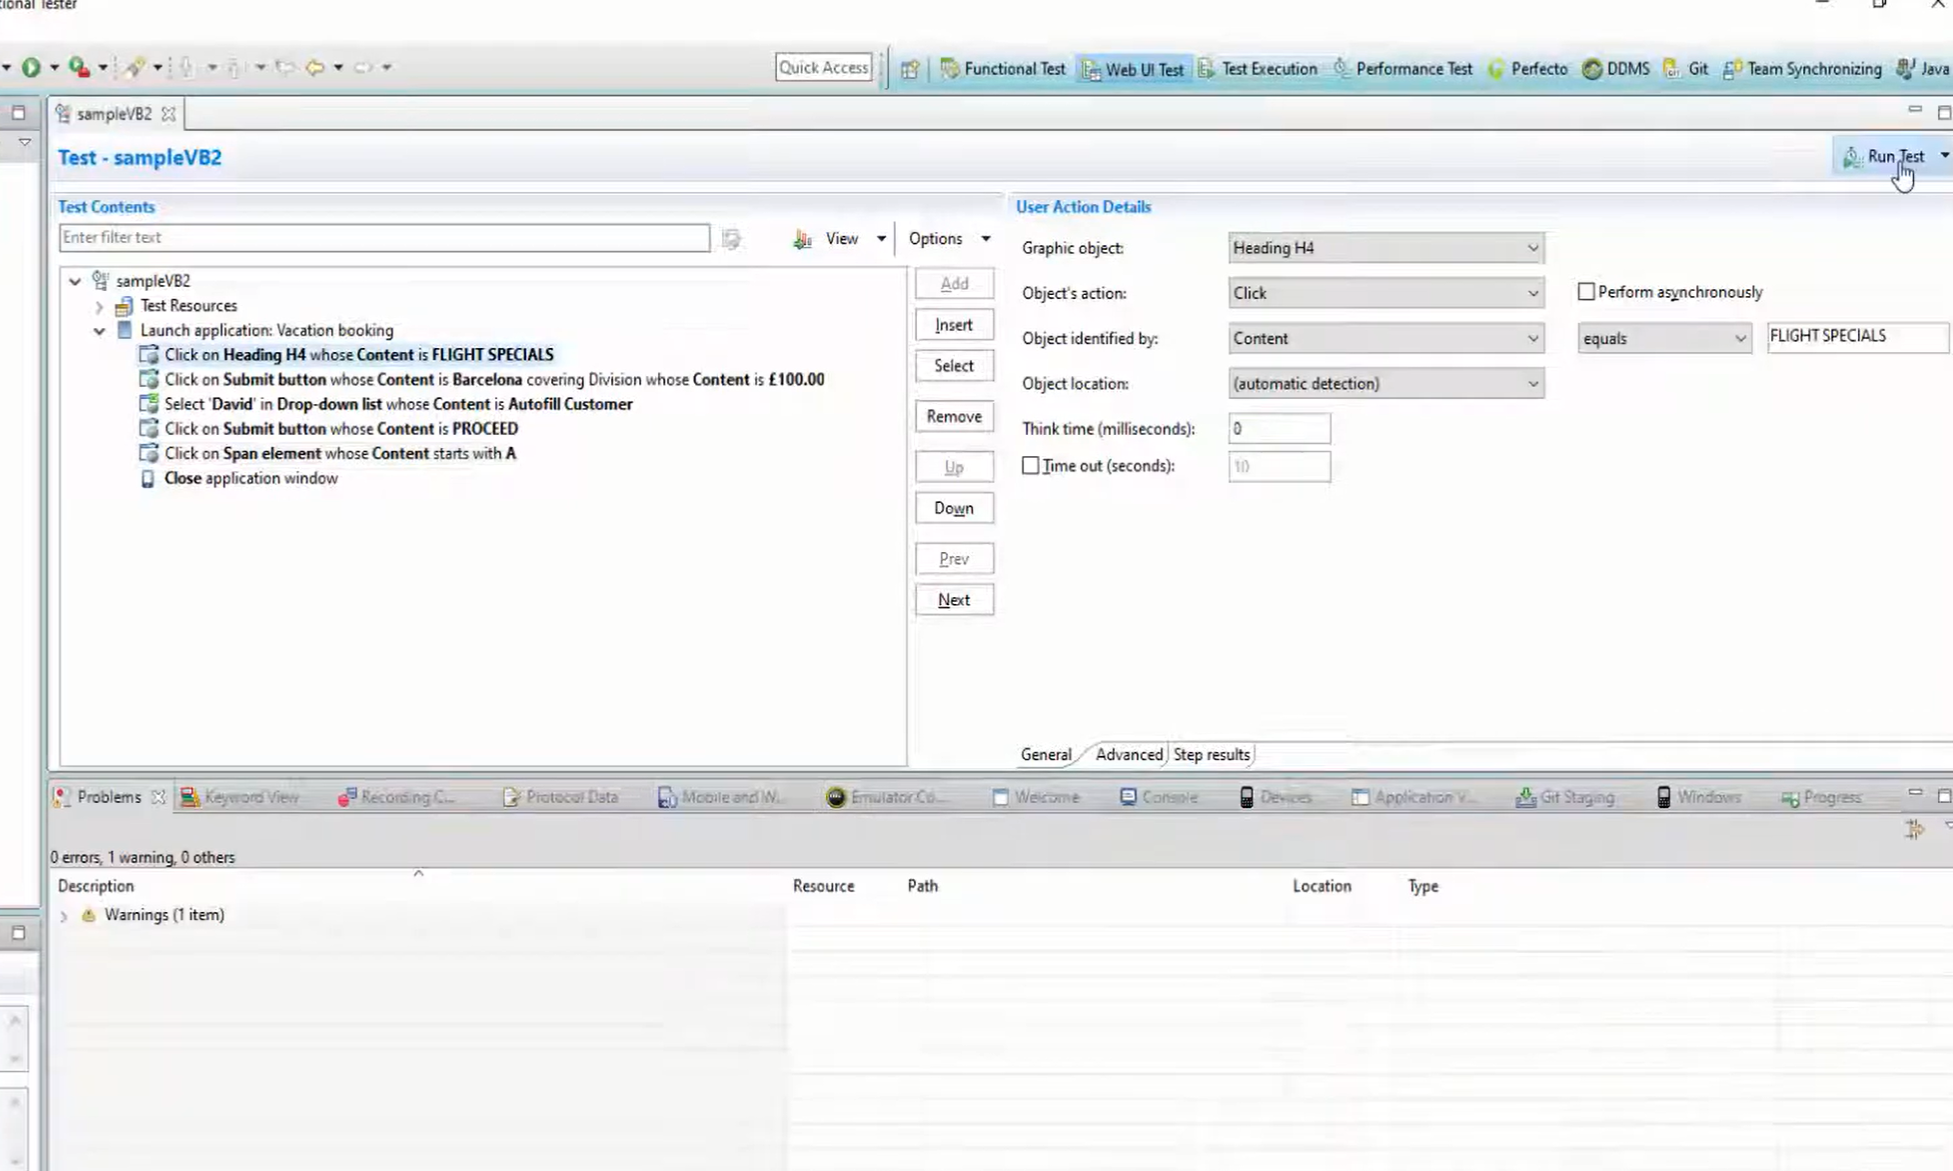 ional Tester
Quick Access
Functional Test
Web UI Test
Test Execution
Performance Test
Perfecto
DDMS
Git
Team Synchronizing
Java
sampleVB2
Test - sampleVB2
Run Test
Test Contents
Enter filter text
View
Options
sampleVB2
Test Resources
Launch application: Vacation booking
Click on Heading H4 whose Content is FLIGHT SPECIALS
Click on Submit button whose Content is Barcelona covering Division whose Content is £100.00
Select 'David' in Drop-down list whose Content is Autofill Customer
Click on Submit button whose Content is PROCEED
Click on Span element whose Content starts with A
Close application window
Add
Insert
Select
Remove
Up
Down
Prev
Next
User Action Details
Graphic object: Heading H4
Object's action: Click
Perform asynchronously
Object identified by: Content equals FLIGHT SPECIALS
Object location: (automatic detection)
Think time (milliseconds): 0
Time out (seconds): 10
General
Advanced
Step results
Problems
Keyword View
Recording C...
Protocol Data
Mobile and W...
Emulator Co...
Welcome
Console
Devices
Application V...
Git Staging
Windows
Progress
0 errors, 1 warning, 0 others
Description Resource Path Location Type
Warnings (1 item)